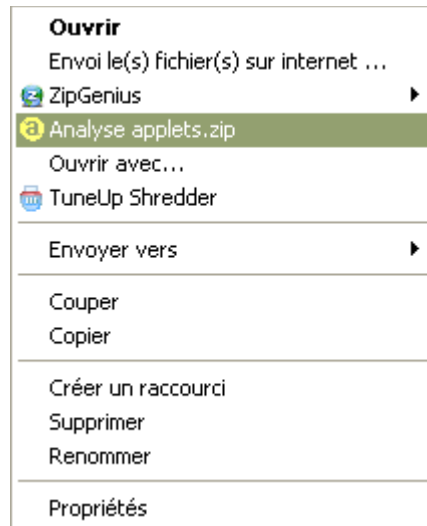 Ouvrir
Envoi le(s) fichier(s) sur internet ...
ZipGenius
Analyse applets.zip
Ouvrir avec...
TuneUp Shredder
Envoyer vers
Couper
Copier
Créer un raccourci
Supprimer
Renommer
Propriétés